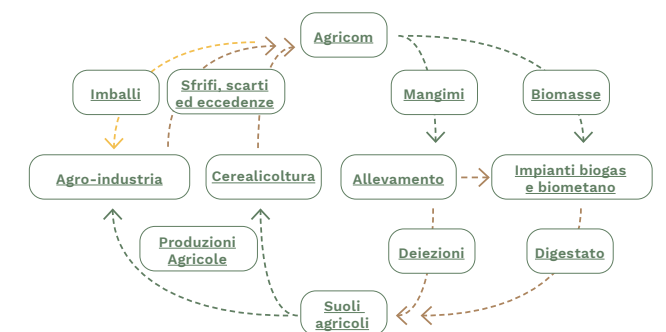 Agricom
Imballi
Sfrifi, scarti
ed eccedenze
Mangimi
Biomasse
Agro-industria
Cerealicoltura
Allevamento
Impianti biogas
e biometano
Produzioni
Agricole
Deiezioni
Digestato
Suoli
agricoli